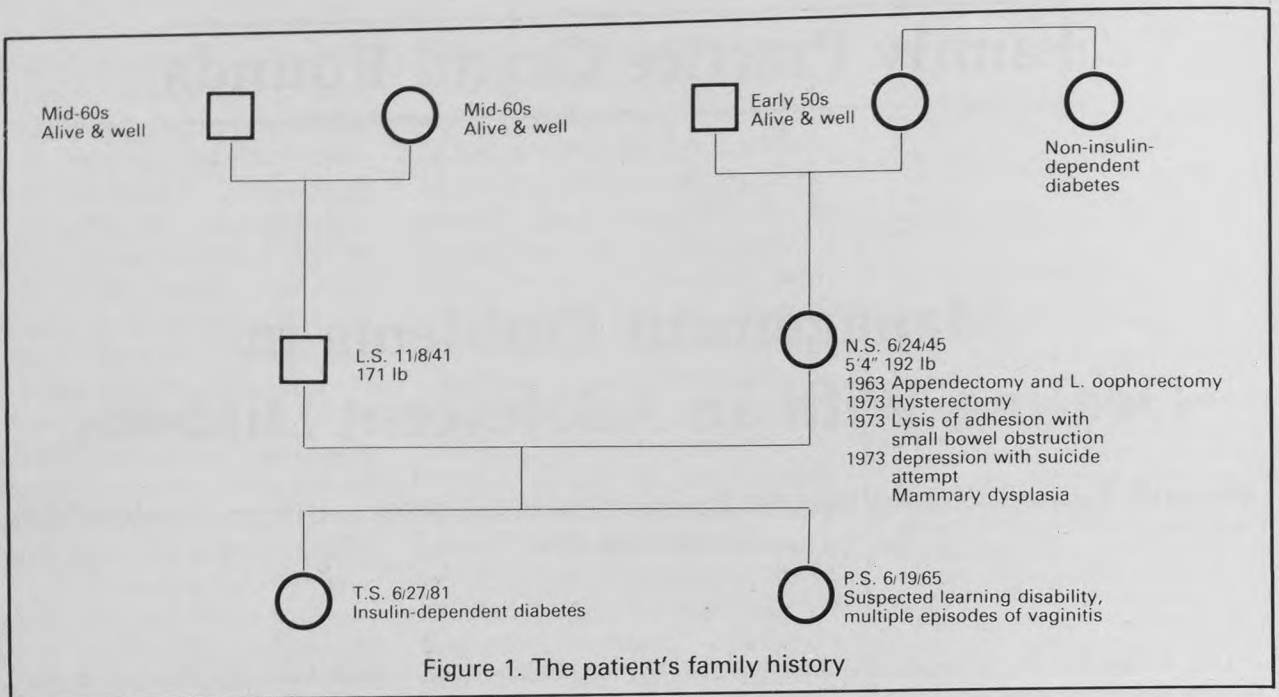 Mid-60s
Alive & well
Mid-60s
Alive & well
Early 50s
Alive & well
Non-insulin-
dependent
diabetes
L.S. 11/8/41
171 lb
N.S. 6/24/45
5'4" 192 lb
1963 Appendectomy and L. oophorectomy
1973 Hysterectomy
1973 Lysis of adhesion with
small bowel obstruction
1973 depression with suicide
attempt
Mammary dysplasia
T.S. 6/27/81
Insulin-dependent diabetes
P.S. 6/19/65
Suspected learning disability,
multiple episodes of vaginitis
Figure 1. The patient's family history